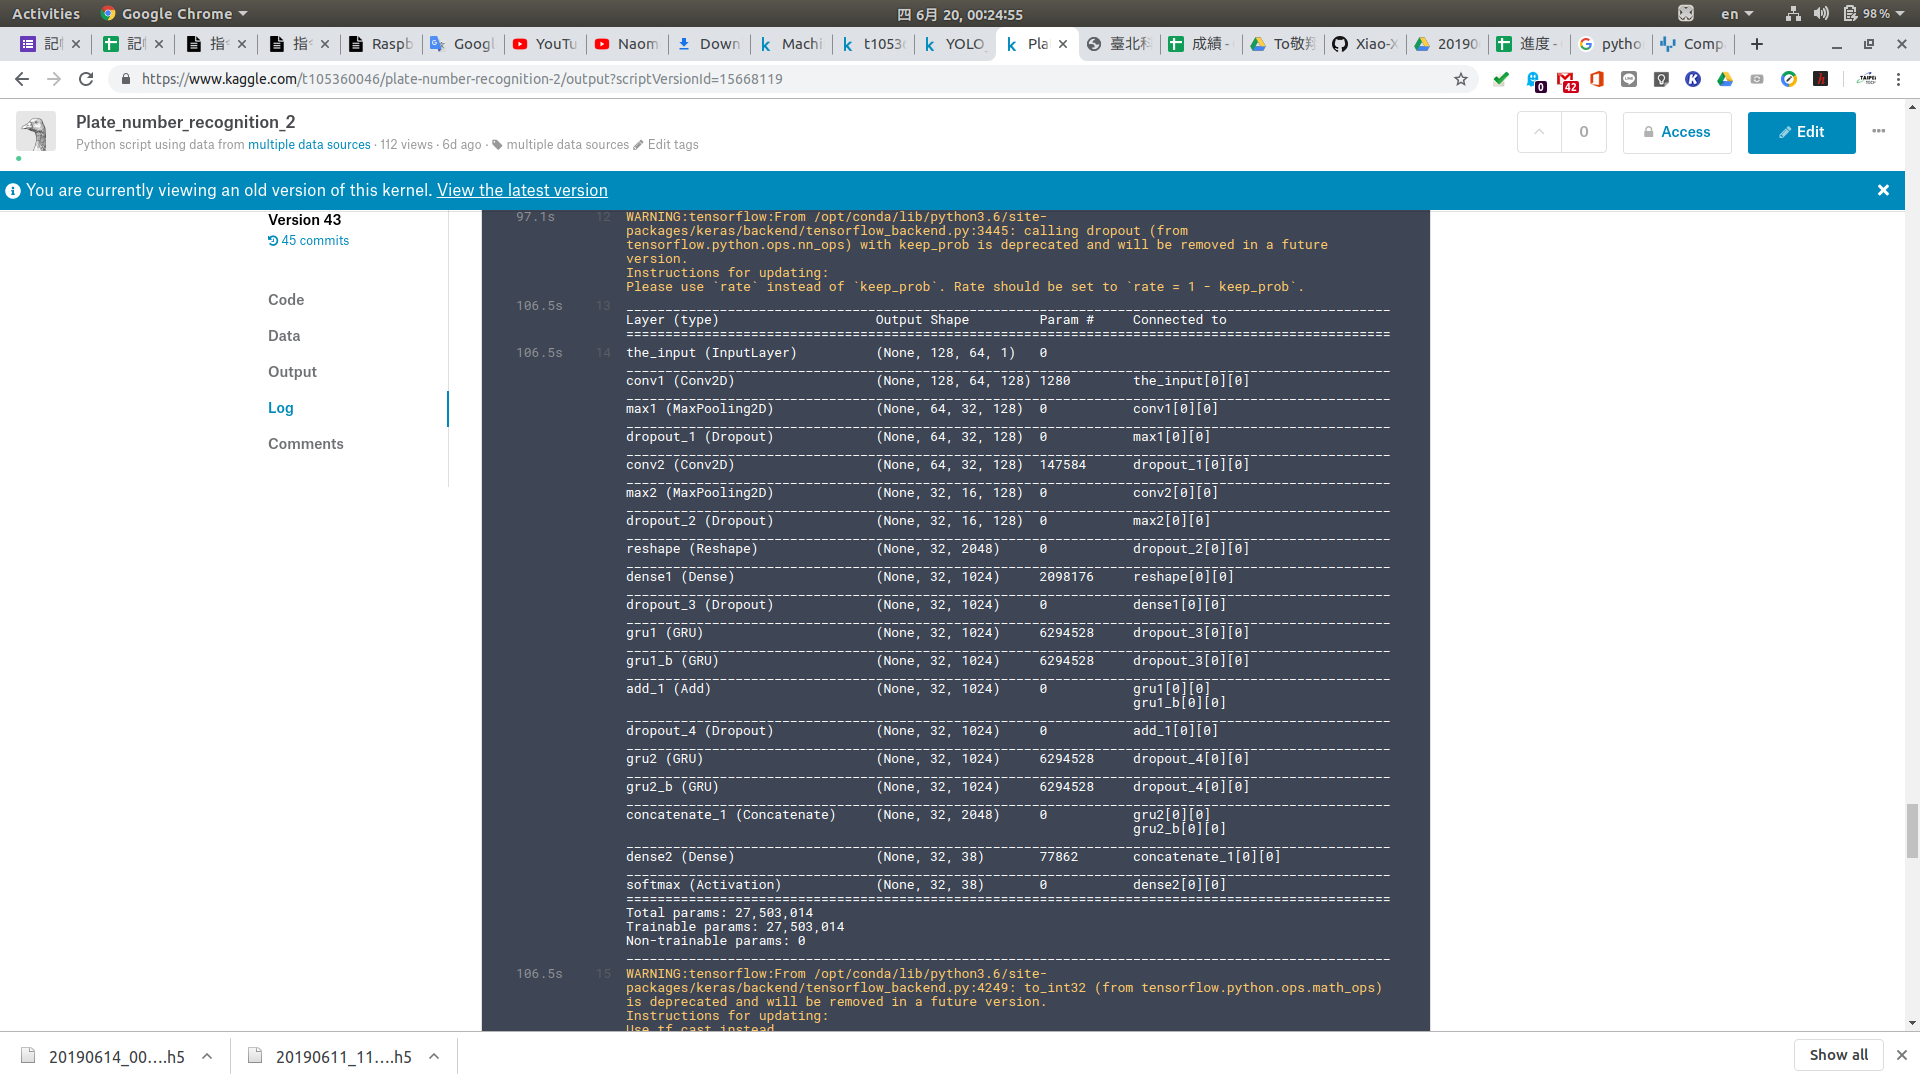 Activities
Google Chrome
四 6月 20, 00:24:55
en
98 %
Raspb
Googl
YouTu
Naom
Down
Machi
t1053
YOLO_
Pla
成績 -
Xiao-X
20190
進度 -
pytho
Comp
https://www.kaggle.com/t105360046/plate-number-recognition-2/output?scriptVersionId=15668119
0
42
Plate_number_recognition_2
Python script using data from multiple data sources · 112 views · 6d ago · multiple data sources Edit tags
0
Access
Edit
You are currently viewing an old version of this kernel. View the latest version
Version 43
45 commits
Code
Data
Output
Log
Comments
97.1s 12 WARNING:tensorflow:From /opt/conda/lib/python3.6/site-
packages/keras/backend/tensorflow_backend.py:3445: calling dropout (from
tensorflow.python.ops.nn_ops) with keep_prob is deprecated and will be removed in a future
version.
Instructions for updating:
Please use `rate` instead of `keep_prob`. Rate should be set to `rate = 1 - keep_prob`.
106.5s 13
Layer (type) Output Shape Param # Connected to
106.5s 14 the_input (InputLayer) (None, 128, 64, 1) 0
conv1 (Conv2D) (None, 128, 64, 128) 1280 the_input[0][0]
max1 (MaxPooling2D) (None, 64, 32, 128) 0 conv1[0][0]
dropout_1 (Dropout) (None, 64, 32, 128) 0 max1[0][0]
conv2 (Conv2D) (None, 64, 32, 128) 147584 dropout_1[0][0]
max2 (MaxPooling2D) (None, 32, 16, 128) 0 conv2[0][0]
dropout_2 (Dropout) (None, 32, 16, 128) 0 max2[0][0]
reshape (Reshape) (None, 32, 2048) 0 dropout_2[0][0]
dense1 (Dense) (None, 32, 1024) 2098176 reshape[0][0]
dropout_3 (Dropout) (None, 32, 1024) 0 dense1[0][0]
gru1 (GRU) (None, 32, 1024) 6294528 dropout_3[0][0]
gru1_b (GRU) (None, 32, 1024) 6294528 dropout_3[0][0]
add_1 (Add) (None, 32, 1024) 0 gru1[0][0]
gru1_b[0][0]
dropout_4 (Dropout) (None, 32, 1024) 0 add_1[0][0]
gru2 (GRU) (None, 32, 1024) 6294528 dropout_4[0][0]
gru2_b (GRU) (None, 32, 1024) 6294528 dropout_4[0][0]
concatenate_1 (Concatenate) (None, 32, 2048) 0 gru2[0][0]
gru2_b[0][0]
dense2 (Dense) (None, 32, 38) 77862 concatenate_1[0][0]
softmax (Activation) (None, 32, 38) 0 dense2[0][0]
Total params: 27,503,014
Trainable params: 27,503,014
Non-trainable params: 0
106.5s 15 WARNING:tensorflow:From /opt/conda/lib/python3.6/site-
packages/keras/backend/tensorflow_backend.py:4249: to_int32 (from tensorflow.python.ops.math_ops)
is deprecated and will be removed in a future version.
Instructions for updating:
Use tf.cast instead.
20190614_00....h5
20190611_11....h5
Show all